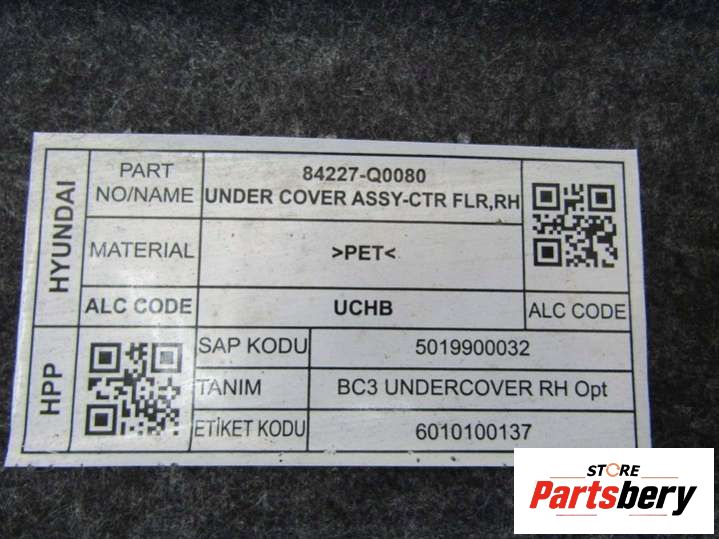 HYUNDAI
PART
NO/NAME
84227-Q0080
UNDER COVER ASSY-CTR FLR,RH
MATERIAL
>PET<
ALC CODE
UCHB
ALC CODE
HPP
SAP KODU
5019900032
TANIM
BC3 UNDERCOVER RH Opt
ETİKET KODU
6010100137
STORE
Partsbery